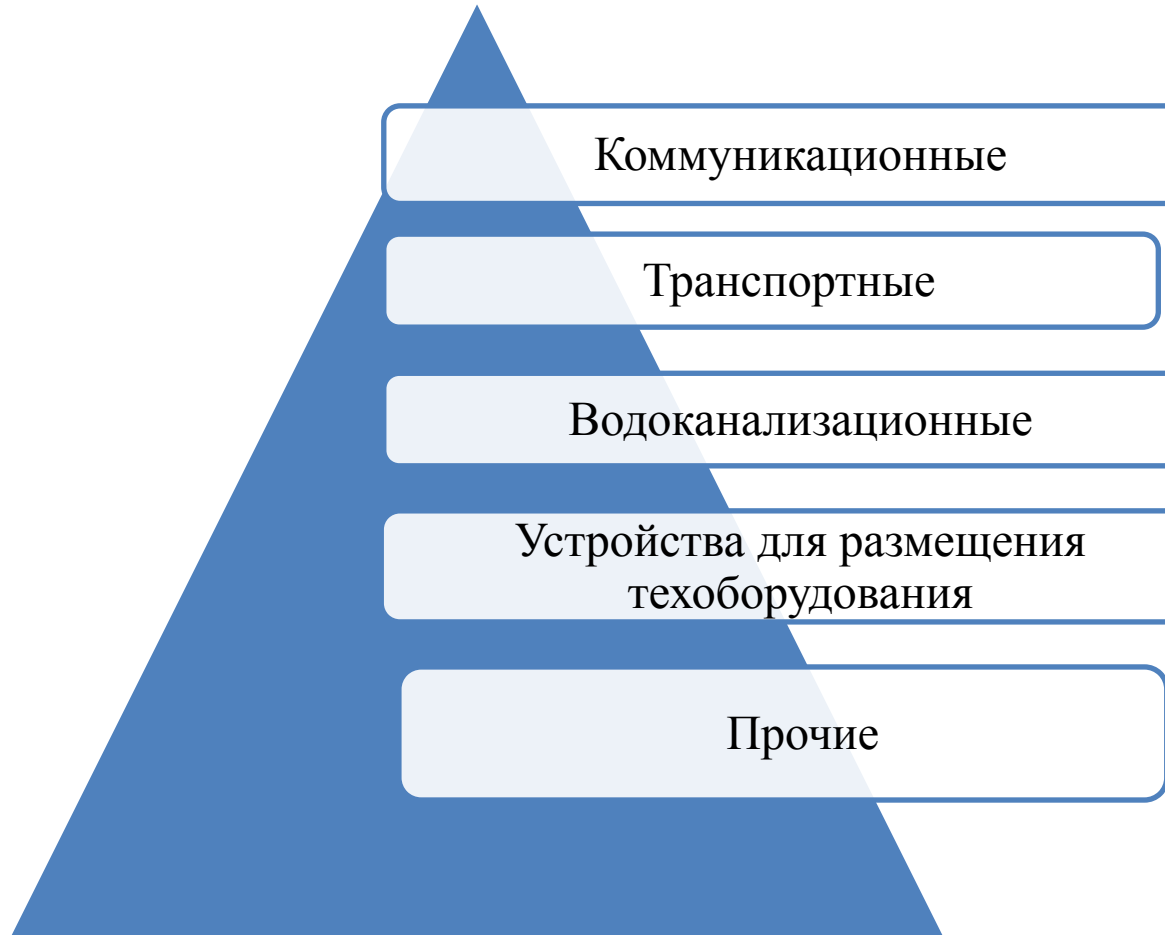 Коммуникационные
Транспортные
Водоканализационные
Устройства для размещения
техоборудования
Прочие